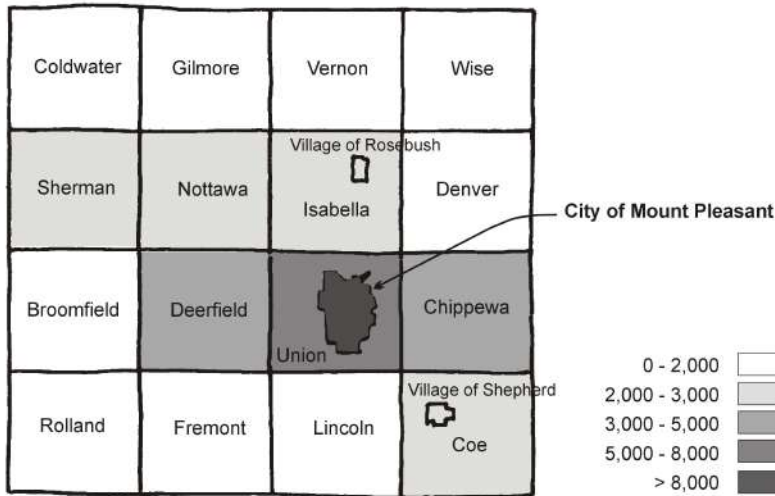 Coldwater
Gilmore
Vernon
Wise
Village of Rosebush
Sherman
Nottawa
Isabella
Denver
City of Mount Pleasant
Broomfield
Deerfield
Union
Chippewa
Village of Shepherd
Rolland
Fremont
Lincoln
Coe
0 - 2,000
2,000 - 3,000
3,000 - 5,000
5,000 - 8,000
> 8,000